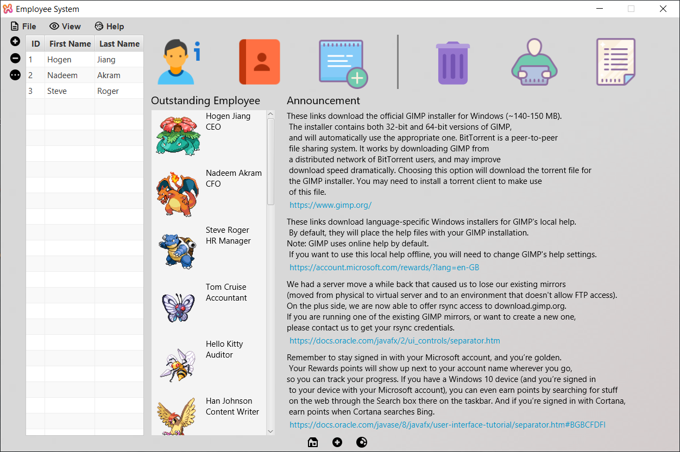 Employee System
File View Help
ID First Name Last Name
1 Hogen Jiang
2 Nadeem Akram
3 Steve Roger
Outstanding Employee
Hogen Jiang
CEO
Nadeem Akram
CFO
Steve Roger
HR Manager
Tom Cruise
Accountant
Hello Kitty
Auditor
Han Johnson
Content Writer
Announcement
These links download the official GIMP installer for Windows (~140-150 MB).
The installer contains both 32-bit and 64-bit versions of GIMP,
and will automatically use the appropriate one. BitTorrent is a peer-to-peer
file sharing system. It works by downloading GIMP from
a distributed network of BitTorrent users, and may improve
download speed dramatically. Choosing this option will download the torrent file for
the GIMP installer. You may need to install a torrent client to make use
of this file.
https://www.gimp.org/
These links download language-specific Windows installers for GIMP's local help.
By default, they will place the help files with your GIMP installation.
Note: GIMP uses online help by default.
If you want to use this local help offline, you will need to change GIMP's help settings.
https://account.microsoft.com/rewards/?lang=en-GB
We had a server move a while back that caused us to lose our existing mirrors
(moved from physical to virtual server and to an environment that doesn't allow FTP access).
On the plus side, we are now able to offer rsync access to download.gimp.org.
If you are running one of the existing GIMP mirrors, or want to create a new one,
please contact us to get your rsync credentials.
https://docs.oracle.com/javafx/2/ui_controls/separator.htm
Remember to stay signed in with your Microsoft account, and you're golden.
Your Rewards points will show up next to your account name wherever you go,
so you can track your progress. If you have a Windows 10 device (and you're signed in
to your device with your Microsoft account), you can even earn points by searching for stuff
on the web through the Search box there on the taskbar. And if you're signed in with Cortana,
earn points when Cortana searches Bing.
https://docs.oracle.com/javase/8/javafx/user-interface-tutorial/separator.htm#BGBCFDFI